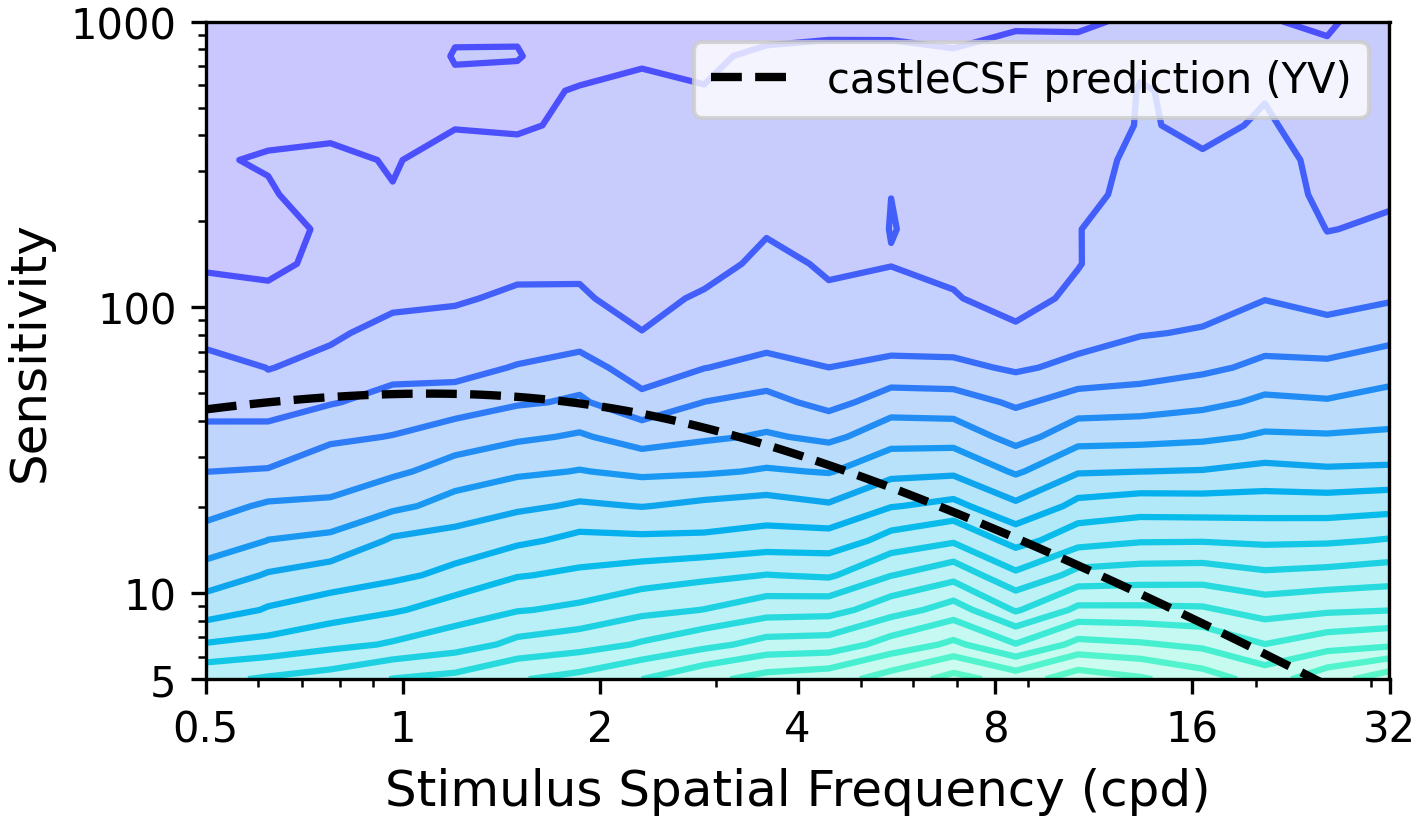 1000
100
10
5
Sensitivity
castleCSF prediction (YV)
0.5 1 2 4 8 16 32
Stimulus Spatial Frequency (cpd)